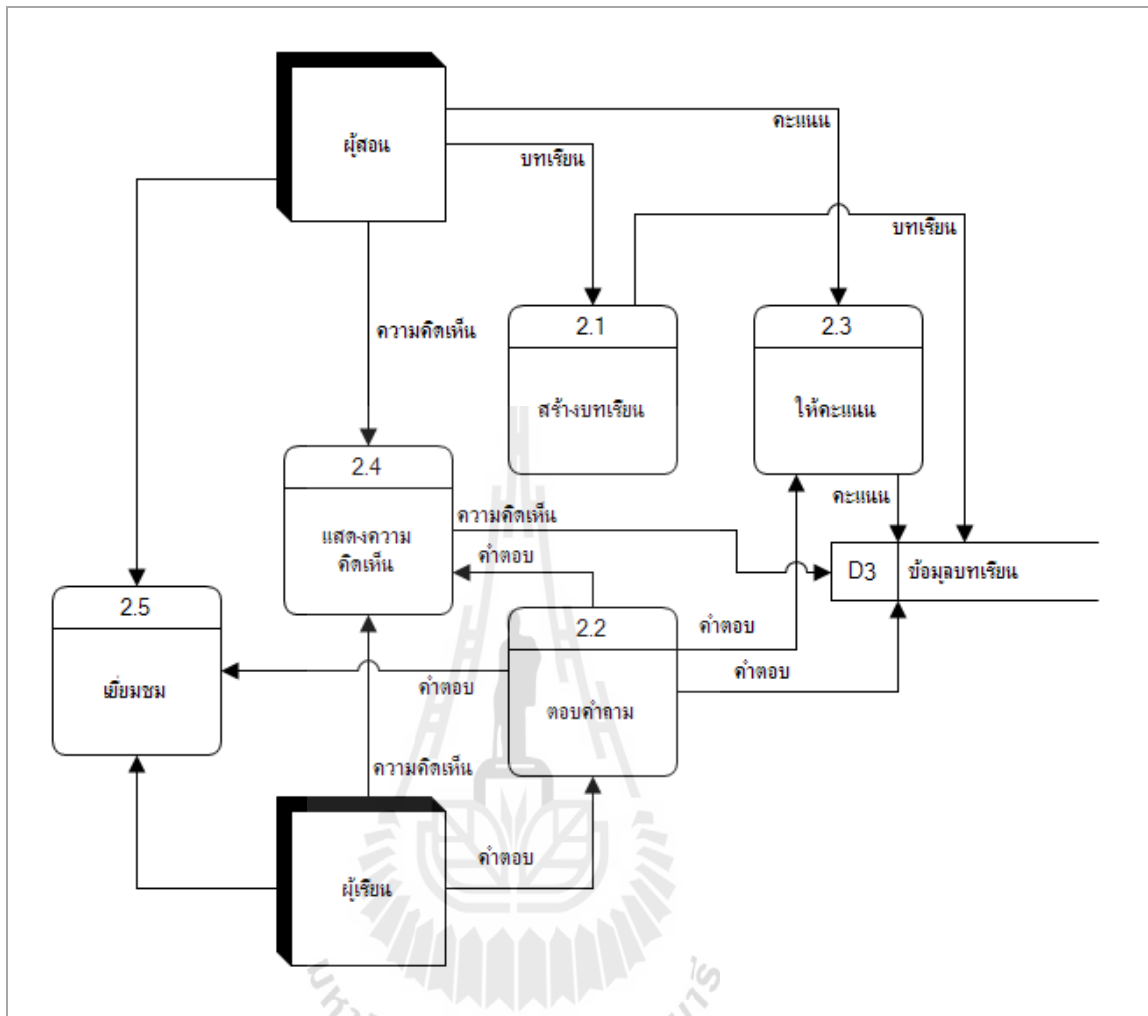 ผู้สอน
คะแนน
บทเรียน
บทเรียน
ความคิดเห็น
2.1
สร้างบทเรียน
2.3
ให้คะแนน
2.4
แสดงความ
คิดเห็น
ความคิดเห็น
คะแนน
คำตอบ
D3 ข้อมูลบทเรียน
2.5
เยี่ยมชม
2.2
ตอบคำถาม
คำตอบ
คำตอบ
คำตอบ
ความคิดเห็น
ผู้เรียน
คำตอบ